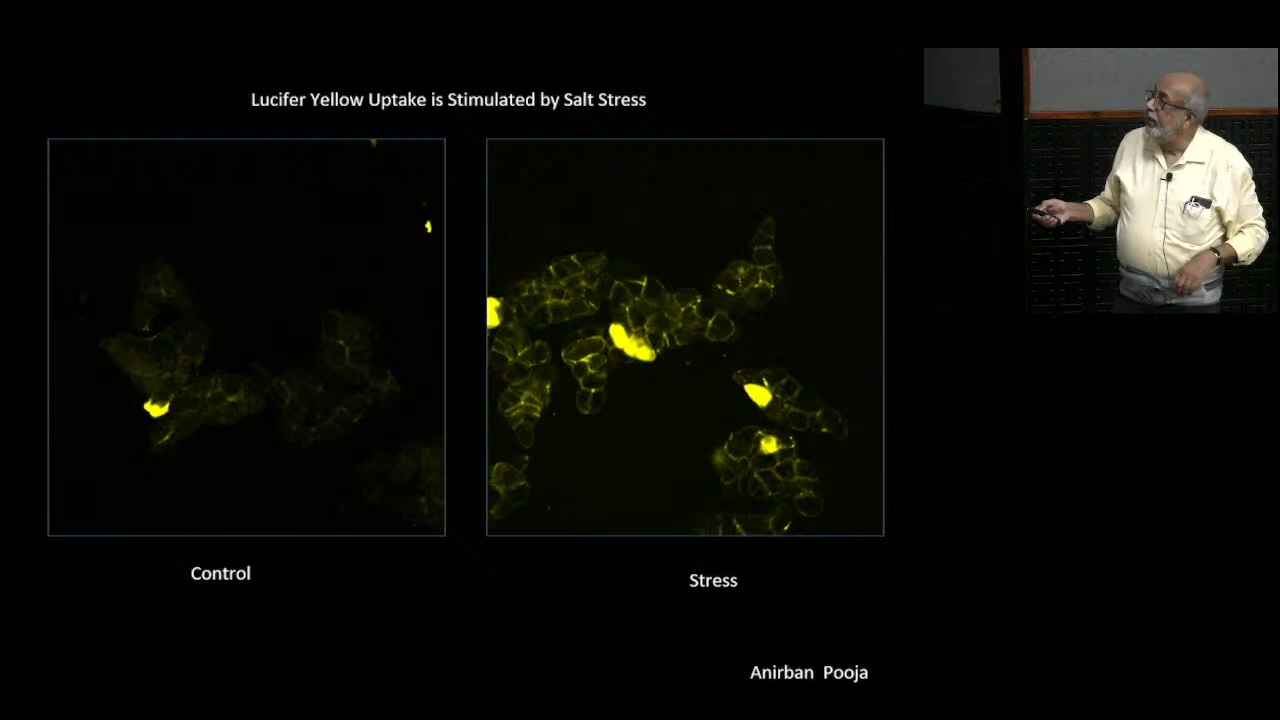 Lucifer Yellow Uptake is Stimulated by Salt Stress
Control
Stress
Anirban Pooja